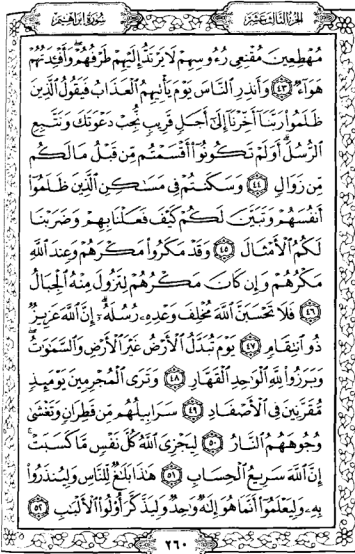 الجزء الثالث عشر
سورة إبراهيم
مُهْطِعِينَ مُقْنِعِي رُءُوسِهِمْ لَا يَرْتَدُّ إِلَيْهِمْ طَرْفُهُمْ ۖ وَأَفْئِدَتُهُمْ
هَوَاءٌ ٤٣ وَأَنذِرِ النَّاسَ يَوْمَ يَأْتِيهِمُ الْعَذَابُ فَيَقُولُ الَّذِينَ
ظَلَمُوا رَبَّنَا أَخِّرْنَا إِلَىٰ أَجَلٍ قَرِيبٍ نُّجِبْ دَعْوَتَكَ وَنَتَّبِعِ
الرُّسُلَ ۗ أَوَلَمْ تَكُونُوا أَقْسَمْتُم مِّن قَبْلُ مَا لَكُم
مِّن زَوَالٍ ٤٤ وَسَكَنتُمْ فِي مَسَاكِنِ الَّذِينَ ظَلَمُوا
أَنفُسَهُمْ وَتَبَيَّنَ لَكُمْ كَيْفَ فَعَلْنَا بِهِمْ وَضَرَبْنَا
لَكُمُ الْأَمْثَالَ ٤٥ وَقَدْ مَكَرُوا مَكْرَهُمْ وَعِندَ اللَّهِ
مَكْرُهُمْ وَإِن كَانَ مَكْرُهُمْ لِتَزُولَ مِنْهُ الْجِبَالُ
٤٦ فَلَا تَحْسَبَنَّ اللَّهَ مُخْلِفَ وَعْدِهِ رُسُلَهُ ۗ إِنَّ اللَّهَ عَزِيزٌ
ذُو انتِقَامٍ ٤٧ يَوْمَ تُبَدَّلُ الْأَرْضُ غَيْرَ الْأَرْضِ وَالسَّمَاوَاتُ ۖ
وَبَرَزُوا لِلَّهِ الْوَاحِدِ الْقَهَّارِ ٤٨ وَتَرَى الْمُجْرِمِينَ يَوْمَئِذٍ
مُّقَرَّنِينَ فِي الْأَصْفَادِ ٤٩ سَرَابِيلُهُم مِّن قَطِرَانٍ وَتَغْشَىٰ
وُجُوهَهُمُ النَّارُ ٥٠ لِيَجْزِيَ اللَّهُ كُلَّ نَفْسٍ مَّا كَسَبَتْ ۚ
إِنَّ اللَّهَ سَرِيعُ الْحِسَابِ ٥١ هَٰذَا بَلَاغٌ لِّلنَّاسِ وَلِيُنذَرُوا
بِهِ وَلِيَعْلَمُوا أَنَّمَا هُوَ إِلَٰهٌ وَاحِدٌ وَلِيَذَّكَّرَ أُولُو الْأَلْبَابِ ٥٢
٢٦٠